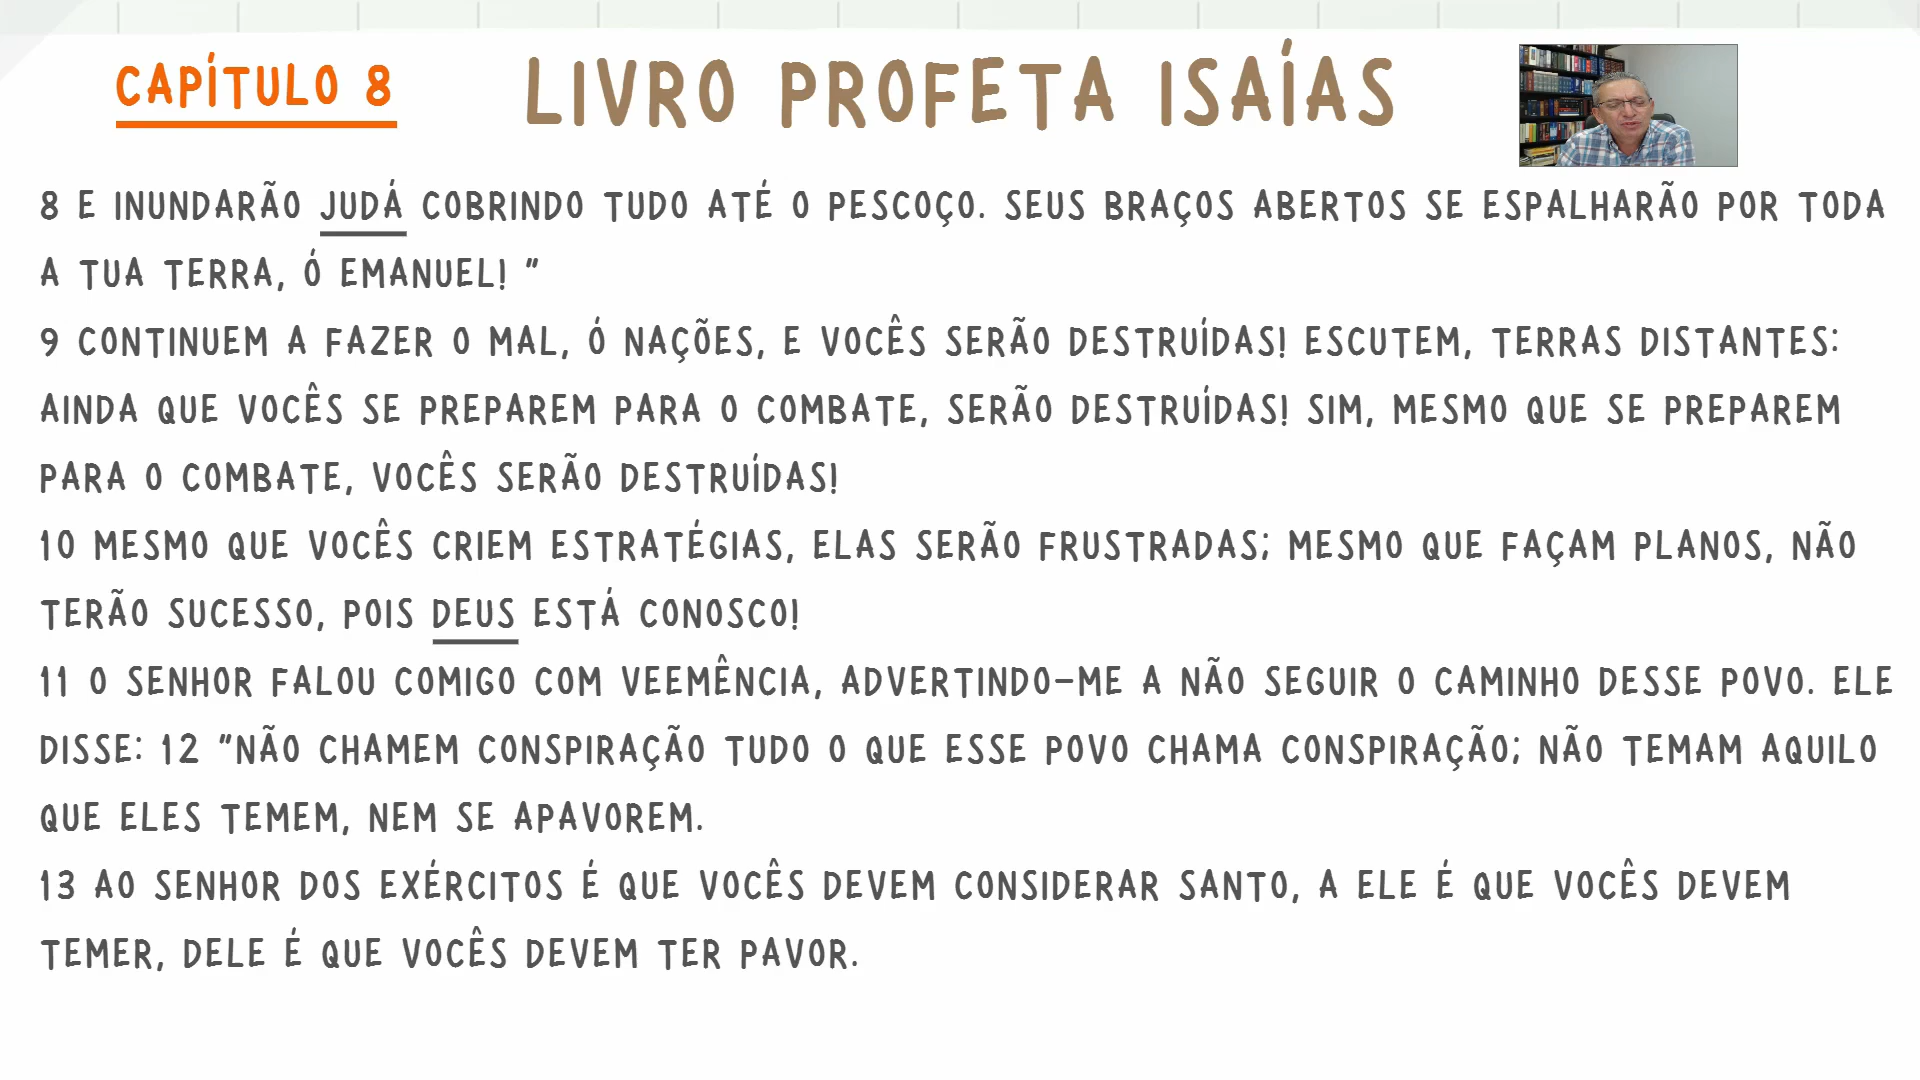 CAPÍTULO 8
LIVRO PROFETA ISAÍAS
8 E INUNDARÃO JUDÁ COBRINDO TUDO ATÉ O PESCOÇO. SEUS BRAÇOS ABERTOS SE ESPALHARÃO POR TODA
A TUA TERRA, Ó EMANUEL! "
9 CONTINUEM A FAZER O MAL, Ó NAÇÕES, E VOCÊS SERÃO DESTRUÍDAS! ESCUTEM, TERRAS DISTANTES:
AINDA QUE VOCÊS SE PREPAREM PARA O COMBATE, SERÃO DESTRUÍDAS! SIM, MESMO QUE SE PREPAREM
PARA O COMBATE, VOCÊS SERÃO DESTRUÍDAS!
10 MESMO QUE VOCÊS CRIEM ESTRATÉGIAS, ELAS SERÃO FRUSTRADAS; MESMO QUE FAÇAM PLANOS, NÃO
TERÃO SUCESSO, POIS DEUS ESTÁ CONOSCO!
11 O SENHOR FALOU COMIGO COM VEEMÊNCIA, ADVERTINDO-ME A NÃO SEGUIR O CAMINHO DESSE POVO. ELE
DISSE: 12 "NÃO CHAMEM CONSPIRAÇÃO TUDO O QUE ESSE POVO CHAMA CONSPIRAÇÃO; NÃO TEMAM AQUILO
QUE ELES TEMEM, NEM SE APAVOREM.
13 AO SENHOR DOS EXÉRCITOS É QUE VOCÊS DEVEM CONSIDERAR SANTO, A ELE É QUE VOCÊS DEVEM
TEMER, DELE É QUE VOCÊS DEVEM TER PAVOR.